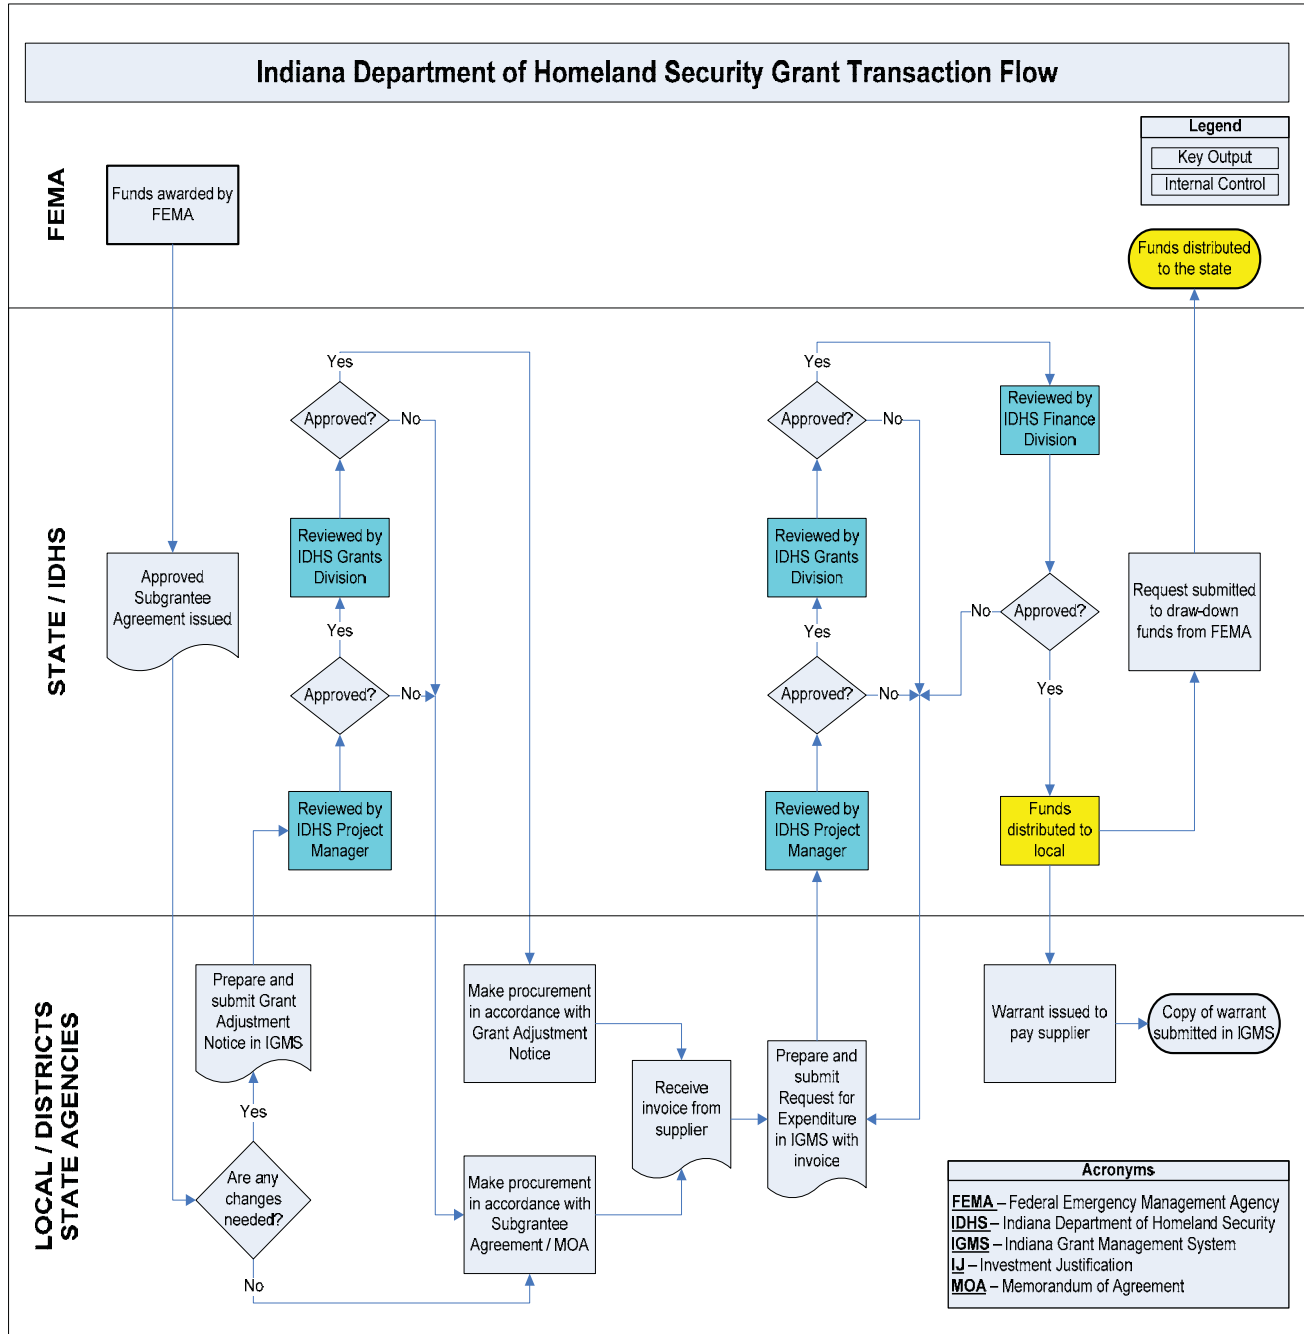 Indiana Department of Homeland Security Grant Transaction Flow
Legend
Key Output
Internal Control
FEMA
Funds awarded by
FEMA
Funds distributed
to the state
STATE / IDHS
Approved
Subgrantee
Agreement issued
Yes
Approved?
No
Reviewed by
IDHS Grants
Division
Yes
Approved?
No
Reviewed by
IDHS Project
Manager
Yes
Approved?
No
Reviewed by
IDHS Grants
Division
Yes
Approved?
No
Reviewed by
IDHS Project
Manager
Reviewed by
IDHS Finance
Division
No
Approved?
Yes
Funds
distributed to
local
Request submitted
to draw-down
funds from FEMA
LOCAL / DISTRICTS
STATE AGENCIES
Prepare and
submit Grant
Adjustment
Notice in IGMS
Yes
Are any
changes
needed?
No
Make procurement
in accordance with
Grant Adjustment
Notice
Make procurement
in accordance with
Subgrantee
Agreement / MOA
Receive
invoice from
supplier
Prepare and
submit
Request for
Expenditure
in IGMS with
invoice
Warrant issued to
pay supplier
Copy of warrant
submitted in IGMS
Acronyms
FEMA – Federal Emergency Management Agency
IDHS – Indiana Department of Homeland Security
IGMS – Indiana Grant Management System
IJ – Investment Justification
MOA – Memorandum of Agreement